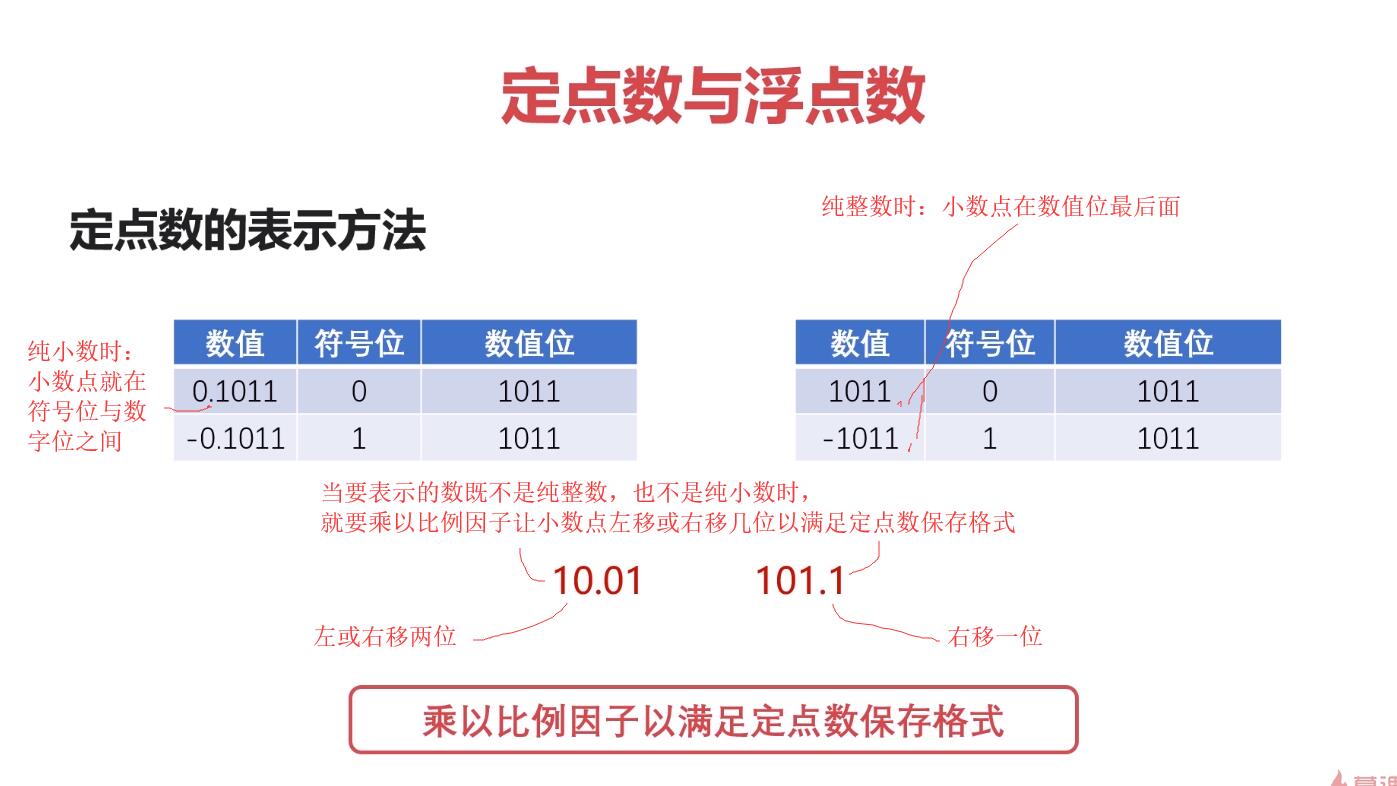 定点数与浮点数
定点数的表示方法
纯整数时：小数点在数值位最后面
纯小数时：
小数点就在
符号位与数
字位之间
数值 符号位 数值位
0.1011 0 1011
-0.1011 1 1011
数值 符号位 数值位
1011 0 1011
-1011 1 1011
当要表示的数既不是纯整数，也不是纯小数时，
就要乘以比例因子让小数点左移或右移几位以满足定点数保存格式
10.01 101.1
左或右移两位 右移一位
乘以比例因子以满足定点数保存格式